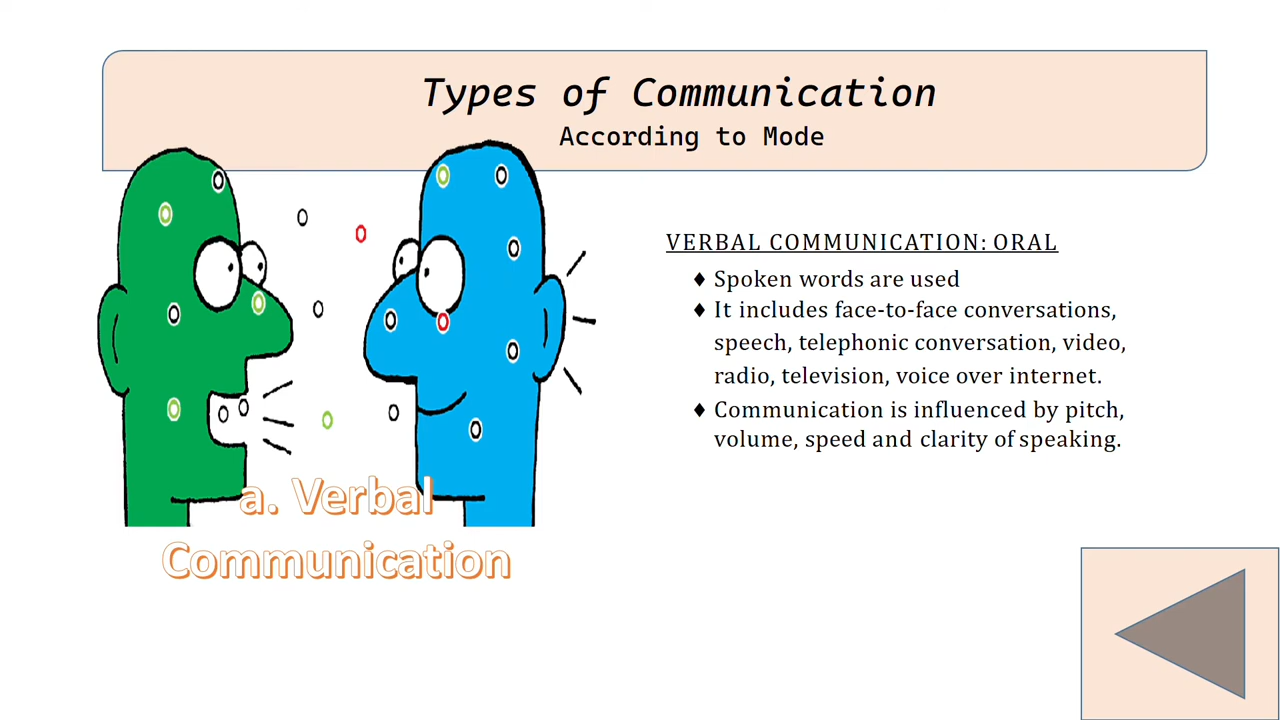 Types of Communication
According to Mode
VERBAL COMMUNICATION: ORAL
♦ Spoken words are used
♦ It includes face-to-face conversations,
speech, telephonic conversation, video,
radio, television, voice over internet.
♦ Communication is influenced by pitch,
volume, speed and clarity of speaking.
a. Verbal
Communication